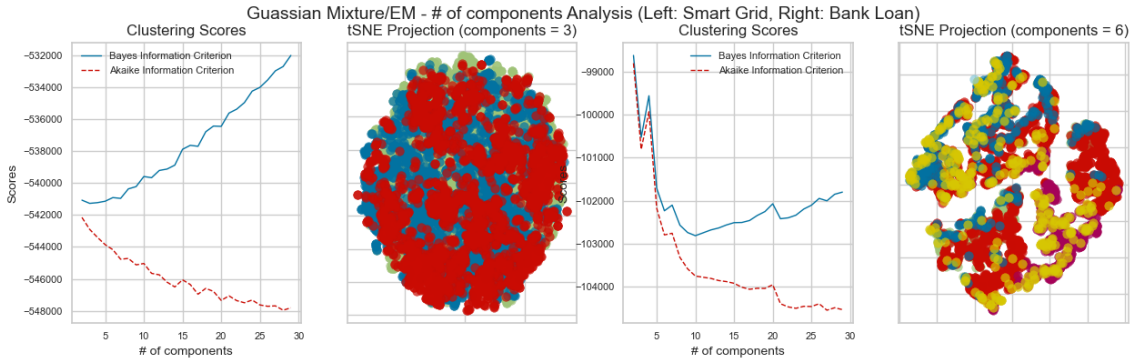 Guassian Mixture/EM - # of components Analysis (Left: Smart Grid, Right: Bank Loan)
Clustering Scores
Bayes Information Criterion
Akaike Information Criterion
Scores
−532000
−534000
−536000
−538000
−540000
−542000
−544000
−546000
−548000
5 10 15 20 25 30
# of components
tSNE Projection (components = 3)
Clustering Scores
Bayes Information Criterion
Akaike Information Criterion
Scores
−99000
−100000
−101000
−102000
−103000
−104000
5 10 15 20 25 30
# of components
tSNE Projection (components = 6)